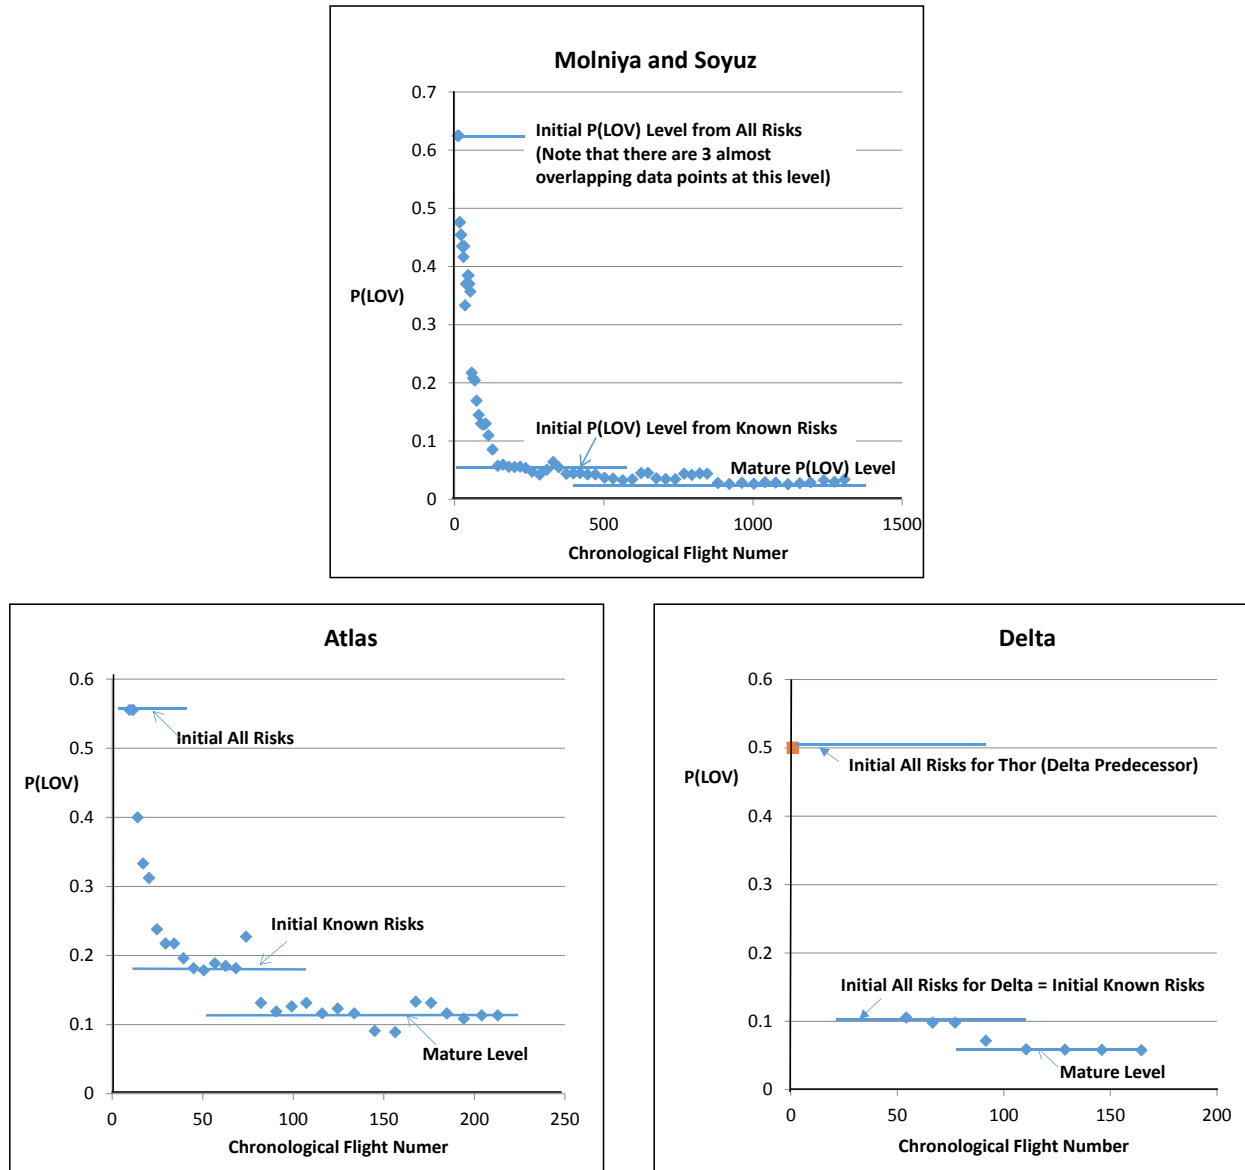 Molniya and Soyuz
0.7
0.6
0.5
0.4
0.3
0.2
0.1
0
P(LOV)
Initial P(LOV) Level from All Risks
(Note that there are 3 almost
overlapping data points at this level)
Initial P(LOV) Level from Known Risks
Mature P(LOV) Level
0 500 1000 1500
Chronological Flight Numer
Atlas
0.6
0.5
0.4
0.3
0.2
0.1
0
P(LOV)
Initial All Risks
Initial Known Risks
Mature Level
0 50 100 150 200 250
Chronological Flight Numer
Delta
0.6
0.5
0.4
0.3
0.2
0.1
0
P(LOV)
Initial All Risks for Thor (Delta Predecessor)
Initial All Risks for Delta = Initial Known Risks
Mature Level
0 50 100 150 200
Chronological Flight Number